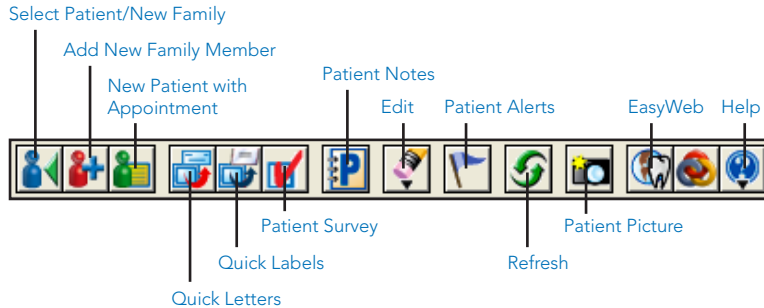 Select Patient/New Family
Add New Family Member
New Patient with
Appointment
Patient Notes
Edit
Patient Alerts
EasyWeb
Help
P
Patient Survey
Patient Picture
Quick Labels
Refresh
Quick Letters